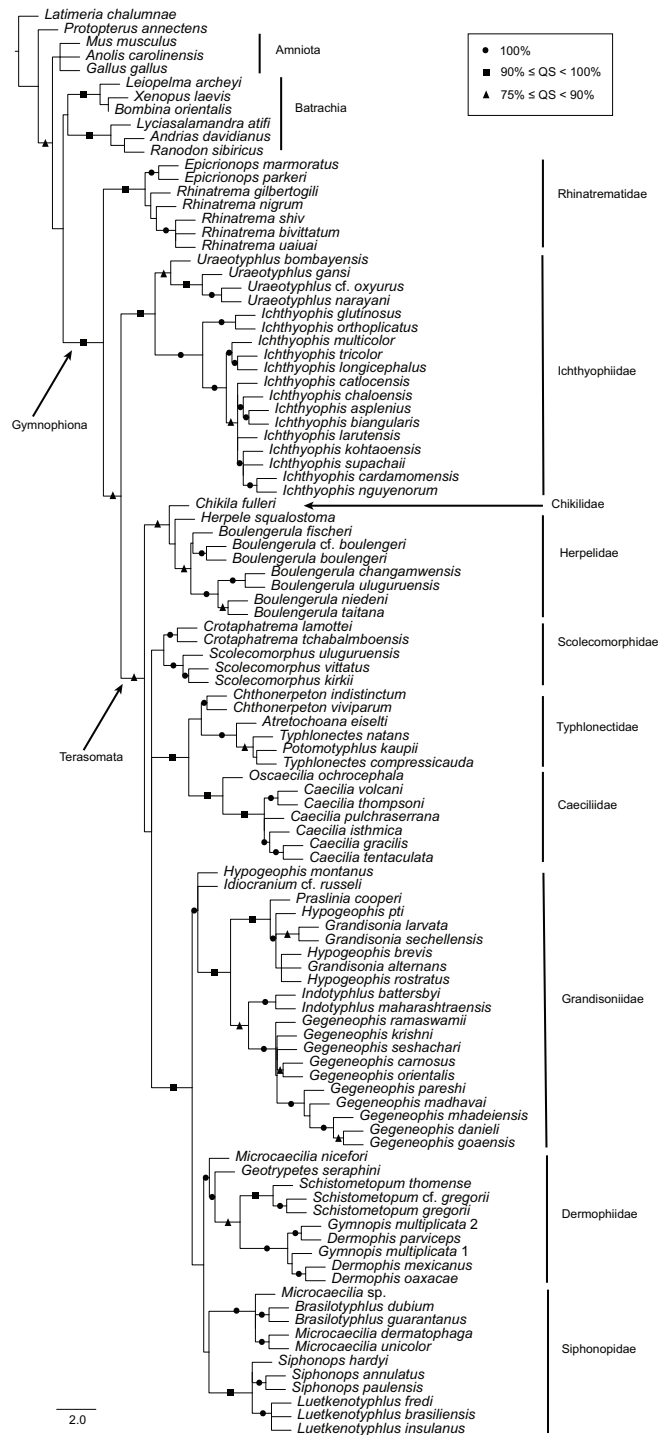 Latimeria chalumnae
Protopterus annectens
Mus musculus
Anolis carolinensis
Gallus gallus
Amniota
Leiopelma archeyi
Xenopus laevis
Bombina orientalis
Lyciasalamandra atifi
Andrias davidianus
Ranodon sibiricus
Batrachia
100%
90% ≤ QS < 100%
75% ≤ QS < 90%
Epicrionops marmoratus
Epicrionops parkeri
Rhinatrema gilbertogili
Rhinatrema nigrum
Rhinatrema shiv
Rhinatrema bivittatum
Rhinatrema uaiuai
Rhinatrematidae
Uraeotyphlus bombayensis
Uraeotyphlus gansi
Uraeotyphlus cf. oxyurus
Uraeotyphlus narayani
Ichthyophis glutinosus
Ichthyophis orthoplicatus
Ichthyophis multicolor
Ichthyophis tricolor
Ichthyophis longicephalus
Ichthyophis catlocensis
Ichthyophis chaloensis
Ichthyophis asplenius
Ichthyophis biangularis
Ichthyophis larutensis
Ichthyophis kohtaoensis
Ichthyophis supachaii
Ichthyophis cardamomensis
Ichthyophis nguyenorum
Ichthyophiidae
Gymnophiona
Chikila fulleri
Chikilidae
Herpele squalostoma
Boulengerula fischeri
Boulengerula cf. boulengeri
Boulengerula boulengeri
Boulengerula changamwensis
Boulengerula uluguruensis
Boulengerula niedeni
Boulengerula taitana
Herpelidae
Crotaphatrema lamottei
Crotaphatrema tchabalmboensis
Scolecomorphus uluguruensis
Scolecomorphus vittatus
Scolecomorphus kirkii
Scolecomorphidae
Terasomata
Chthonerpeton indistinctum
Chthonerpeton viviparum
Atretochoana eiselti
Typhlonectes natans
Potomotyphlus kaupii
Typhlonectes compressicauda
Typhlonectidae
Oscaecilia ochrocephala
Caecilia volcani
Caecilia thompsoni
Caecilia pulchraserrana
Caecilia isthmica
Caecilia gracilis
Caecilia tentaculata
Caeciliidae
Hypogeophis montanus
Idiocranium cf. russeli
Praslinia cooperi
Hypogeophis pti
Grandisonia larvata
Grandisonia sechellensis
Hypogeophis brevis
Grandisonia alternans
Hypogeophis rostratus
Indotyphlus battersbyi
Indotyphlus maharashtraensis
Gegeneophis ramaswamii
Gegeneophis krishni
Gegeneophis seshachari
Gegeneophis carnosus
Gegeneophis orientalis
Gegeneophis pareshi
Gegeneophis madhavai
Gegeneophis mhadeiensis
Gegeneophis danieli
Gegeneophis goaensis
Grandisoniidae
Microcaecilia nicefori
Geotrypetes seraphini
Schistometopum thomense
Schistometopum cf. gregorii
Schistometopum gregorii
Gymnopis multiplicata 2
Dermophis parviceps
Gymnopis multiplicata 1
Dermophis mexicanus
Dermophis oaxacae
Dermophiidae
Microcaecilia sp.
Brasilotyphlus dubium
Brasilotyphlus guarantanus
Microcaecilia dermatophaga
Microcaecilia unicolor
Siphonops hardyi
Siphonops annulatus
Siphonops paulensis
Luetkenotyphlus fredi
Luetkenotyphlus brasiliensis
Luetkenotyphlus insulanus
Siphonopidae
2.0